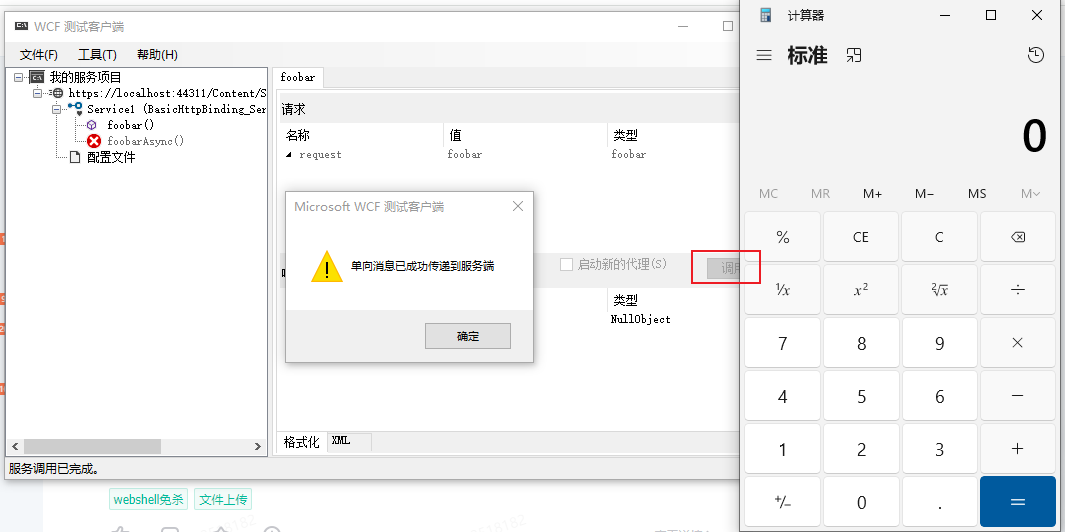 WCF 测试客户端
文件(F) 工具(T) 帮助(H)
我的服务项目
https://localhost:44311/Content/S
Service1 (BasicHttpBinding_Ser
foobar()
foobarAsync()
配置文件
foobar
请求
名称 值 类型
request foobar foobar
Microsoft WCF 测试客户端
单向消息已成功传递到服务端
确定
启动新的代理(S)
类型
NullObject
格式化 XML
服务调用已完成。
webshell免杀 文件上传
计算器
标准
0
MC MR M+ M− MS M
% CE C
⅟x x² ²√x ÷
7 8 9 ×
4 5 6 −
1 2 3 +
+/− 0 . =